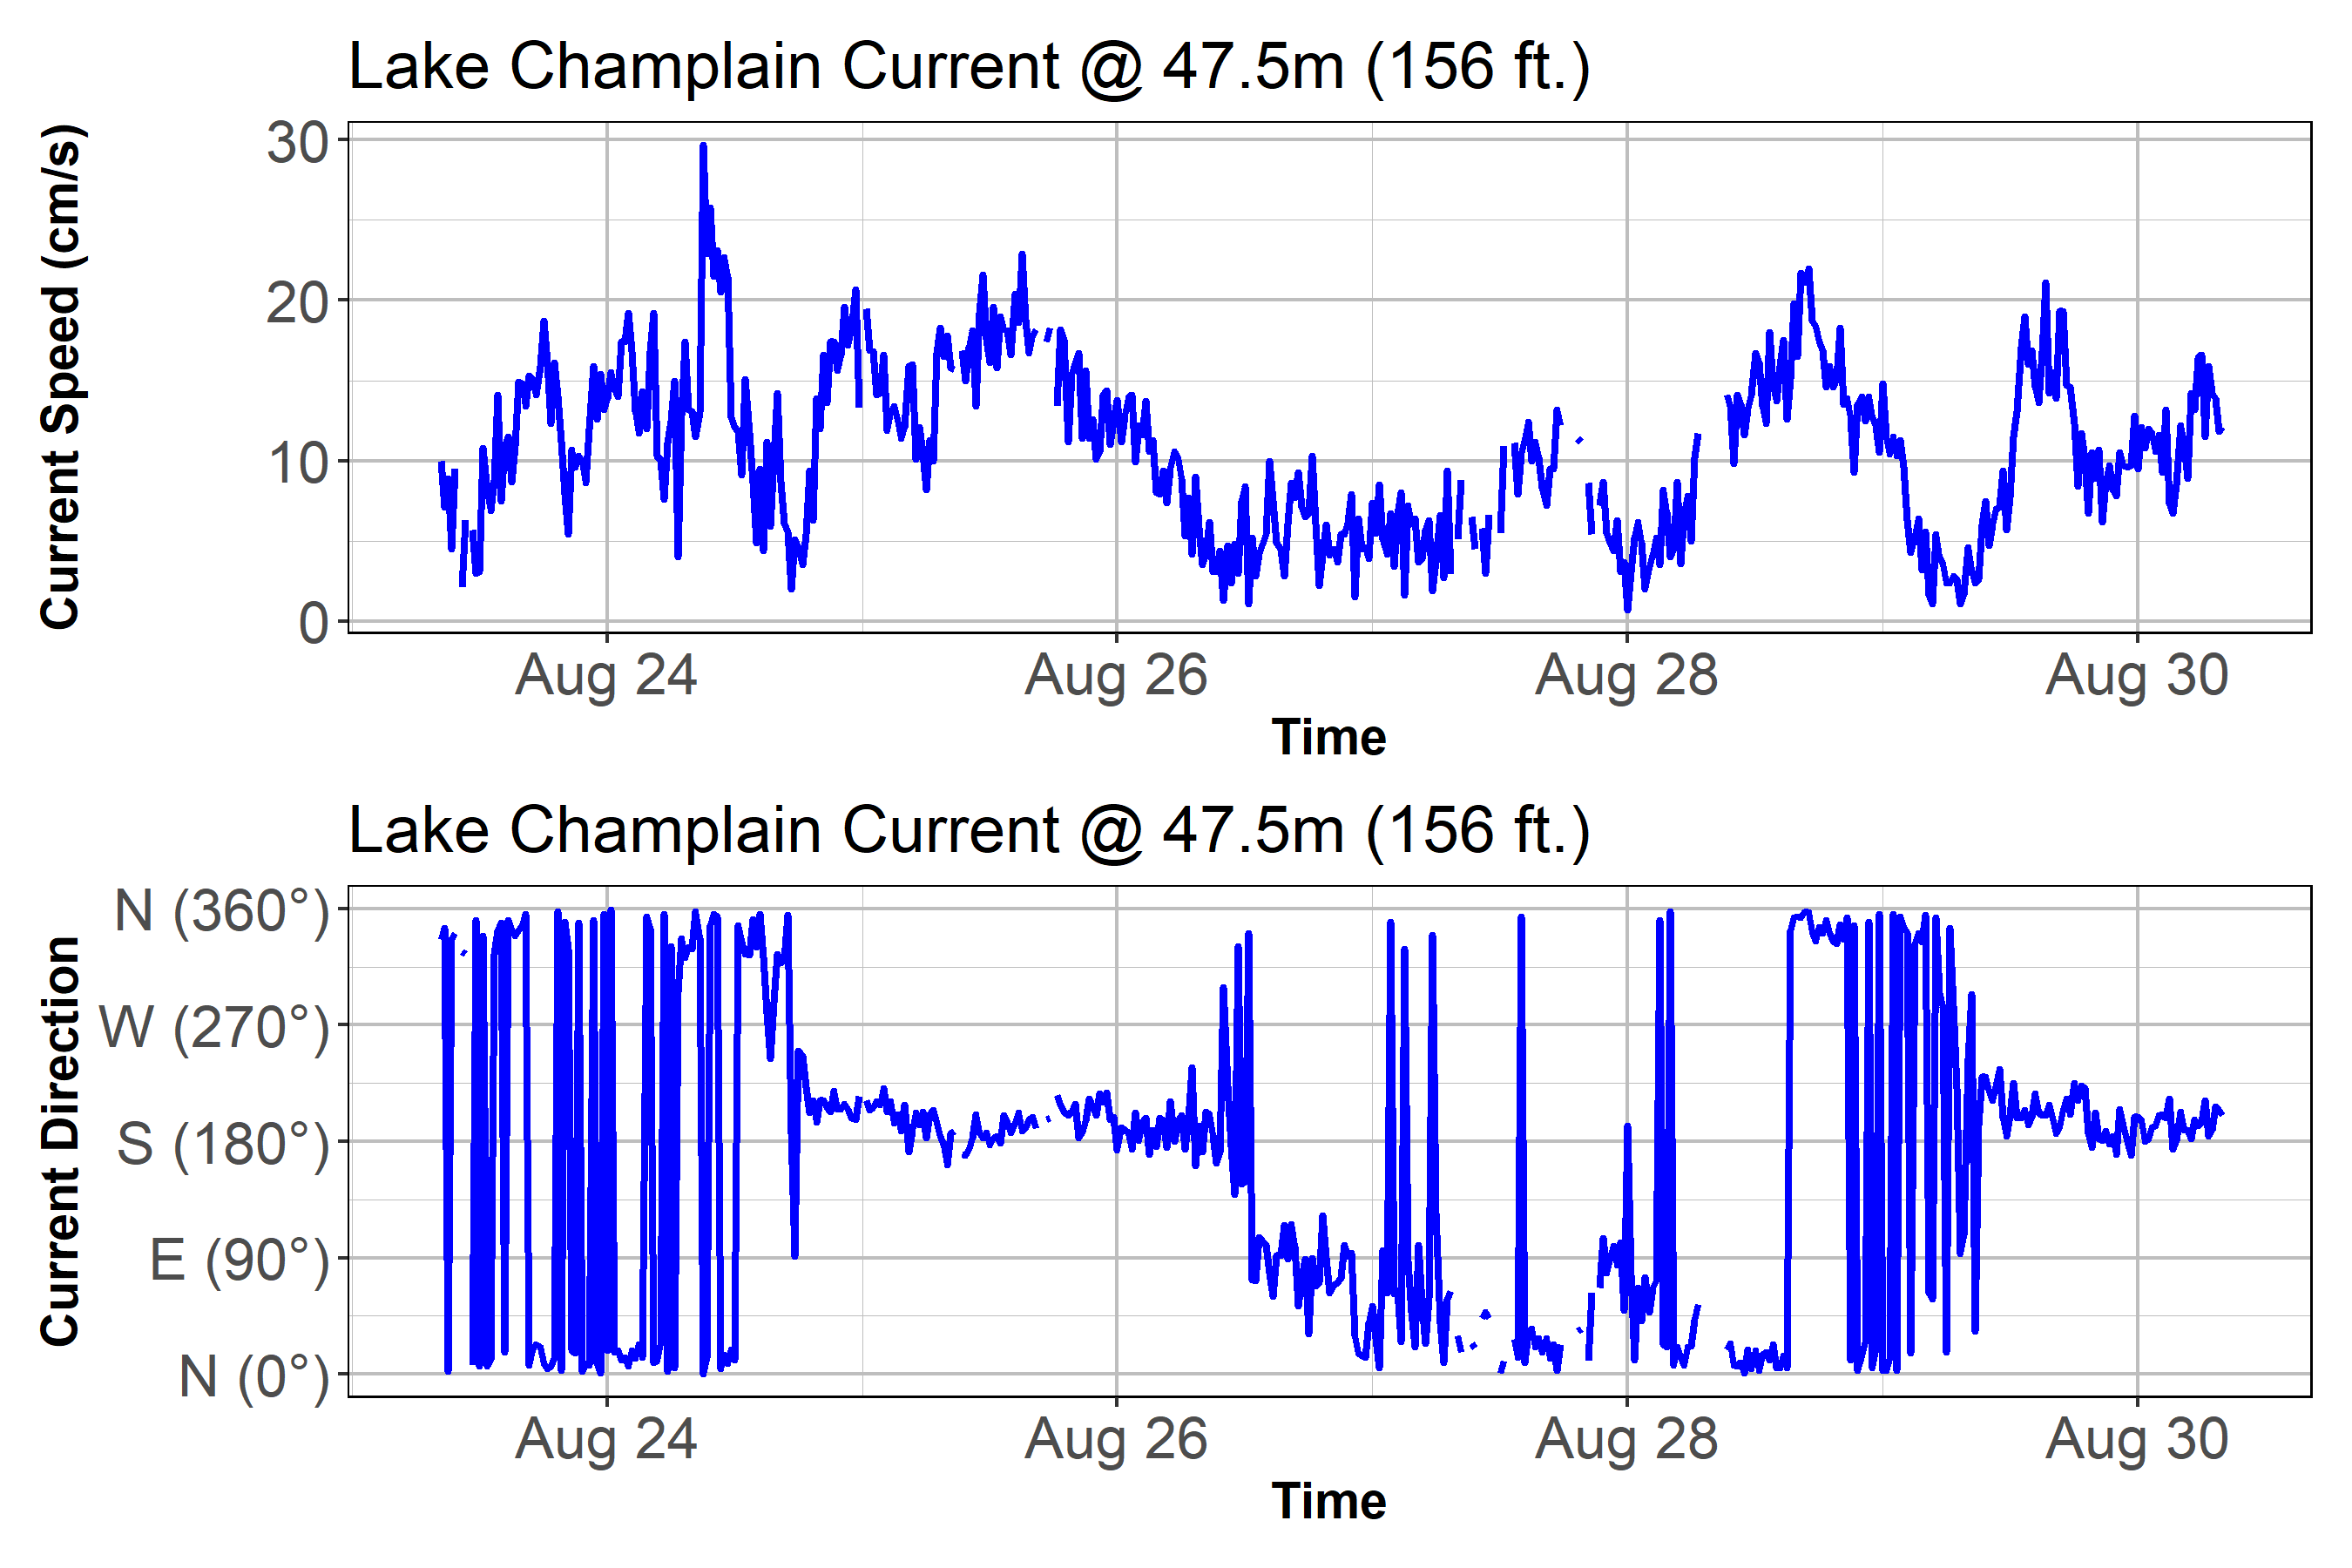 Lake Champlain Current @ 47.5m (156 ft.)
Current Speed (cm/s)
30
20
10
0
Aug 24 Aug 26 Aug 28 Aug 30
Time
Lake Champlain Current @ 47.5m (156 ft.)
Current Direction
N (360°)
W (270°)
S (180°)
E (90°)
N (0°)
Aug 24 Aug 26 Aug 28 Aug 30
Time